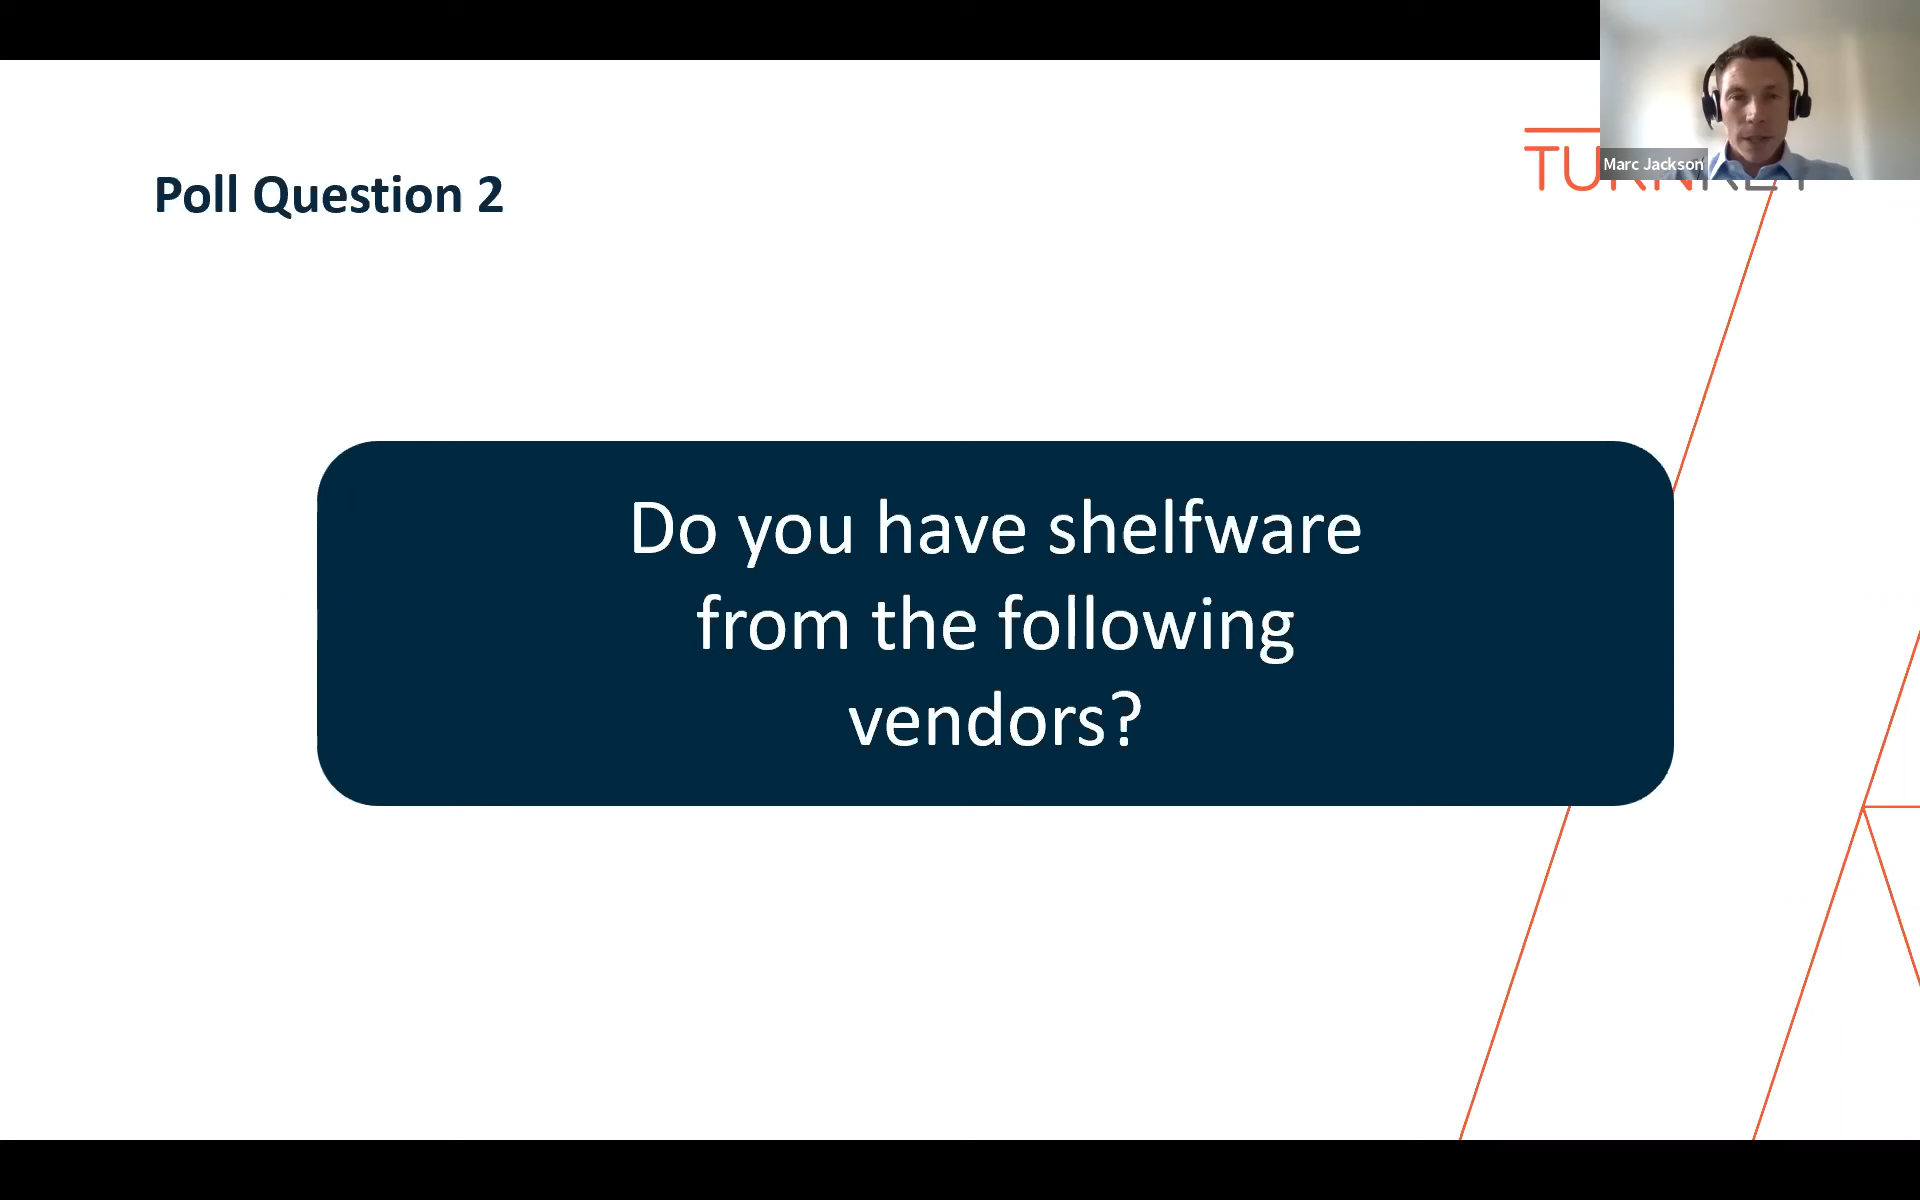 Marc Jackson
Poll Question 2
Do you have shelfware
from the following
vendors?